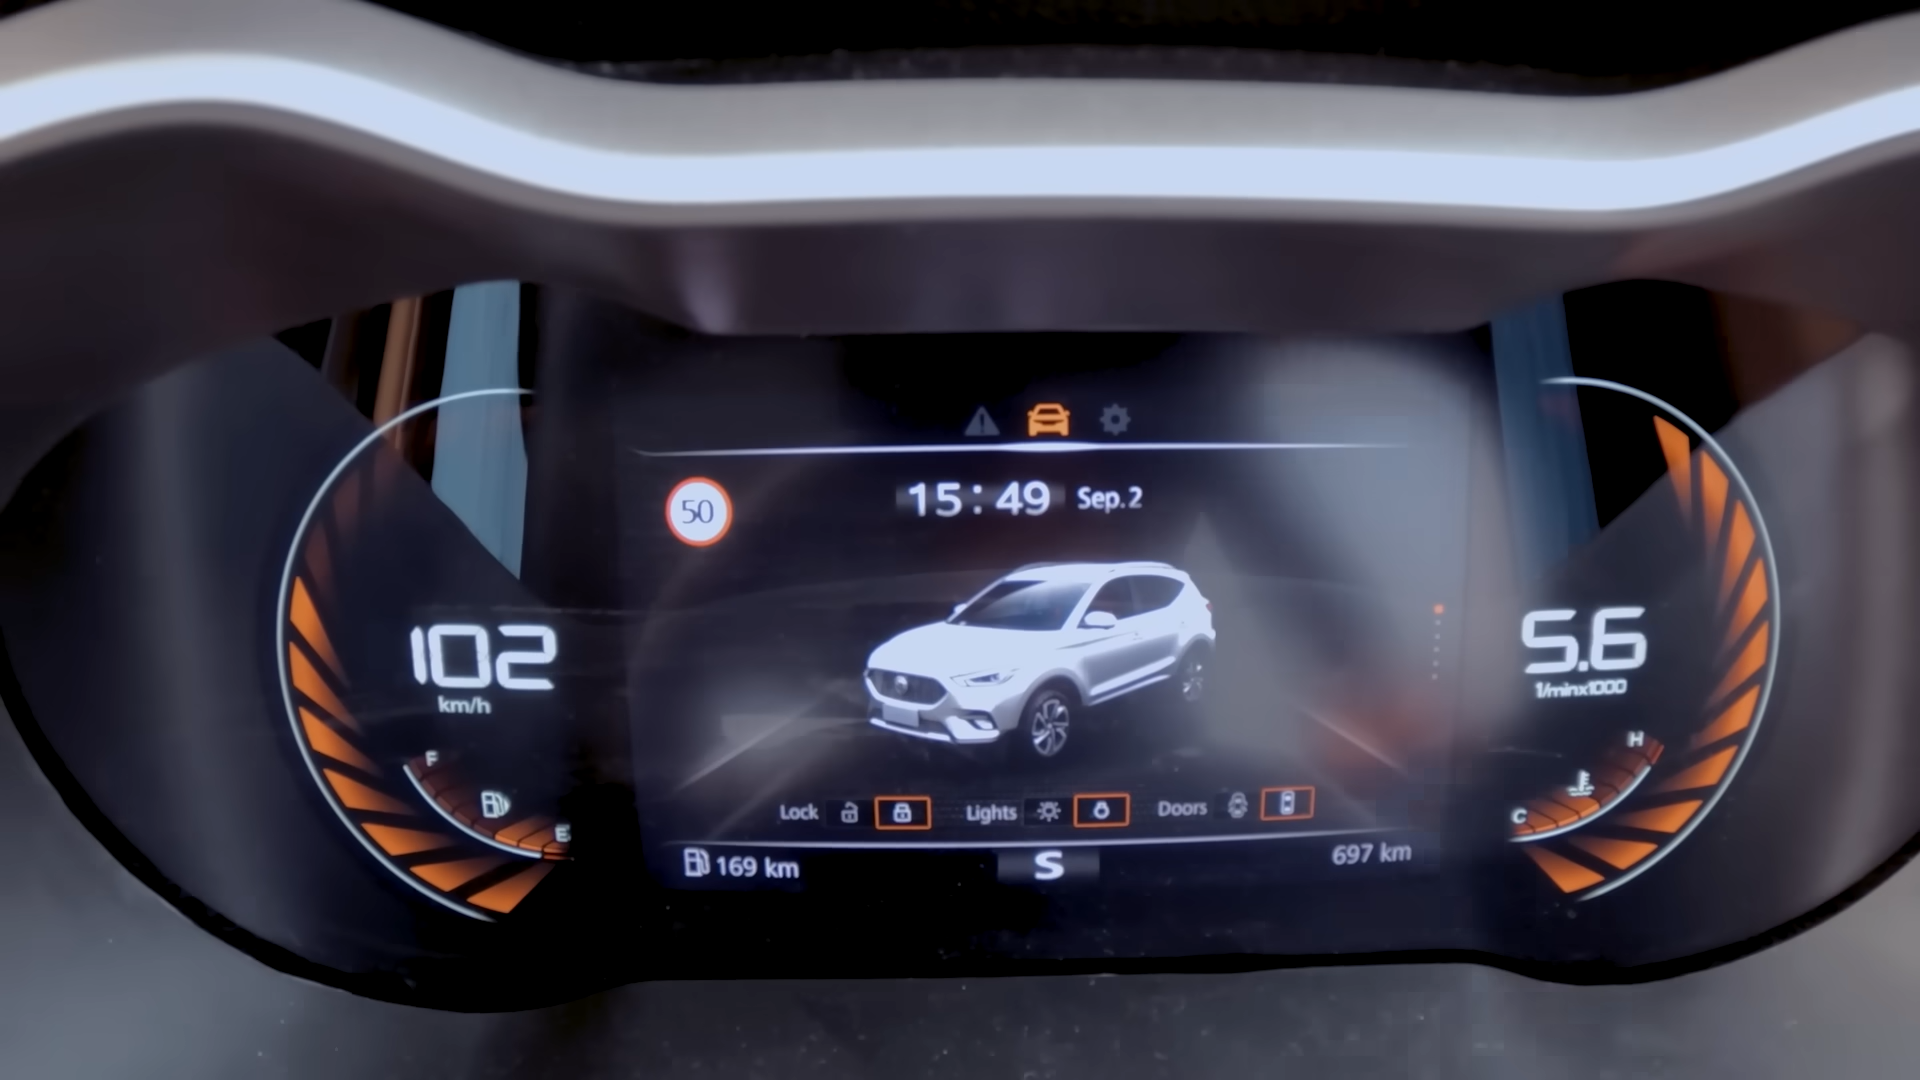 50
15:49 Sep.2
102
km/h
5.6
1/minx1000
F
E
H
C
Lock Lights Doors
169 km S 697 km